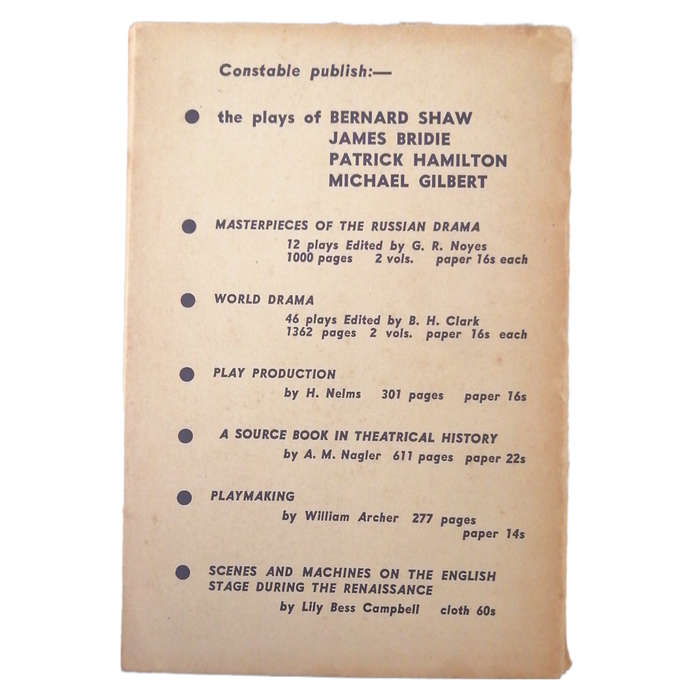 Constable publish:—
● the plays of BERNARD SHAW
JAMES BRIDIE
PATRICK HAMILTON
MICHAEL GILBERT
● MASTERPIECES OF THE RUSSIAN DRAMA
12 plays Edited by G. R. Noyes
1000 pages 2 vols. paper 16s each
● WORLD DRAMA
46 plays Edited by B. H. Clark
1362 pages 2 vols. paper 16s each
● PLAY PRODUCTION
by H. Nelms 301 pages paper 16s
● A SOURCE BOOK IN THEATRICAL HISTORY
by A. M. Nagler 611 pages paper 22s
● PLAYMAKING
by William Archer 277 pages
paper 14s
● SCENES AND MACHINES ON THE ENGLISH
STAGE DURING THE RENAISSANCE
by Lily Bess Campbell cloth 60s